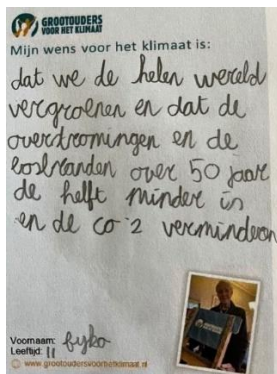 GROOTOUDERS
VOOR HET KLIMAAT
Mijn wens voor het klimaat is:
dat we de helen wereld
vergroenen en dat de
overstromingen en de
bosbranden over 50 jaar
de helft minder is
en de co2 verminderen
Voornaam: fyko
Leeftijd: 11
www.grootoudersvoorhetklimaat.nl